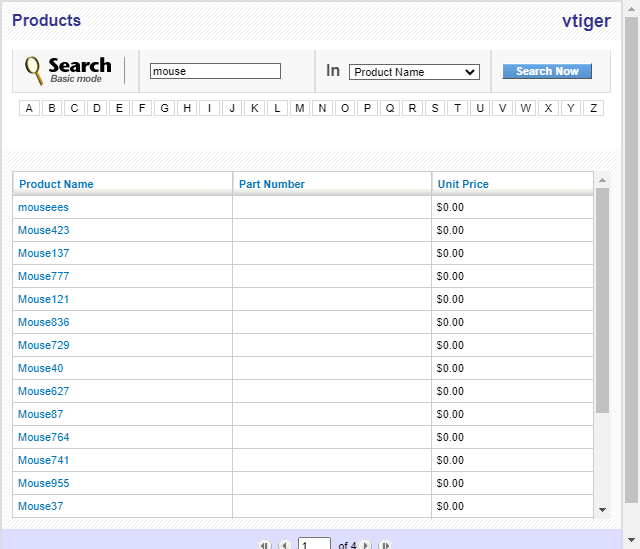 Products vtiger
Search
Basic mode
mouse In Product Name Search Now
A B C D E F G H I J K L M N O P Q R S T U V W X Y Z
Product Name Part Number Unit Price
mouseees $0.00
Mouse423 $0.00
Mouse137 $0.00
Mouse777 $0.00
Mouse121 $0.00
Mouse836 $0.00
Mouse729 $0.00
Mouse40 $0.00
Mouse627 $0.00
Mouse87 $0.00
Mouse764 $0.00
Mouse741 $0.00
Mouse955 $0.00
Mouse37 $0.00
1 of 4